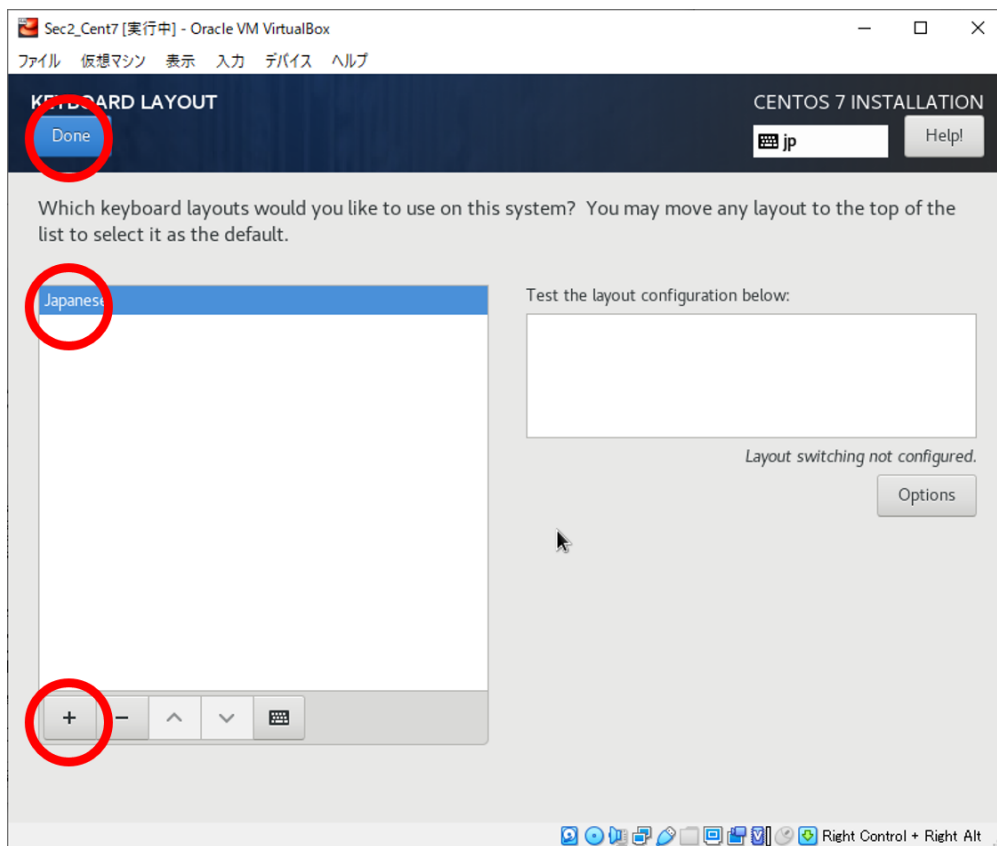 Sec2_Cent7 [実行中] - Oracle VM VirtualBox
ファイル 仮想マシン 表示 入力 デバイス ヘルプ
KEYBOARD LAYOUT
CENTOS 7 INSTALLATION
Done
jp
Help!
Which keyboard layouts would you like to use on this system? You may move any layout to the top of the
list to select it as the default.
Japanese
Test the layout configuration below:
Layout switching not configured.
Options
Right Control + Right Alt